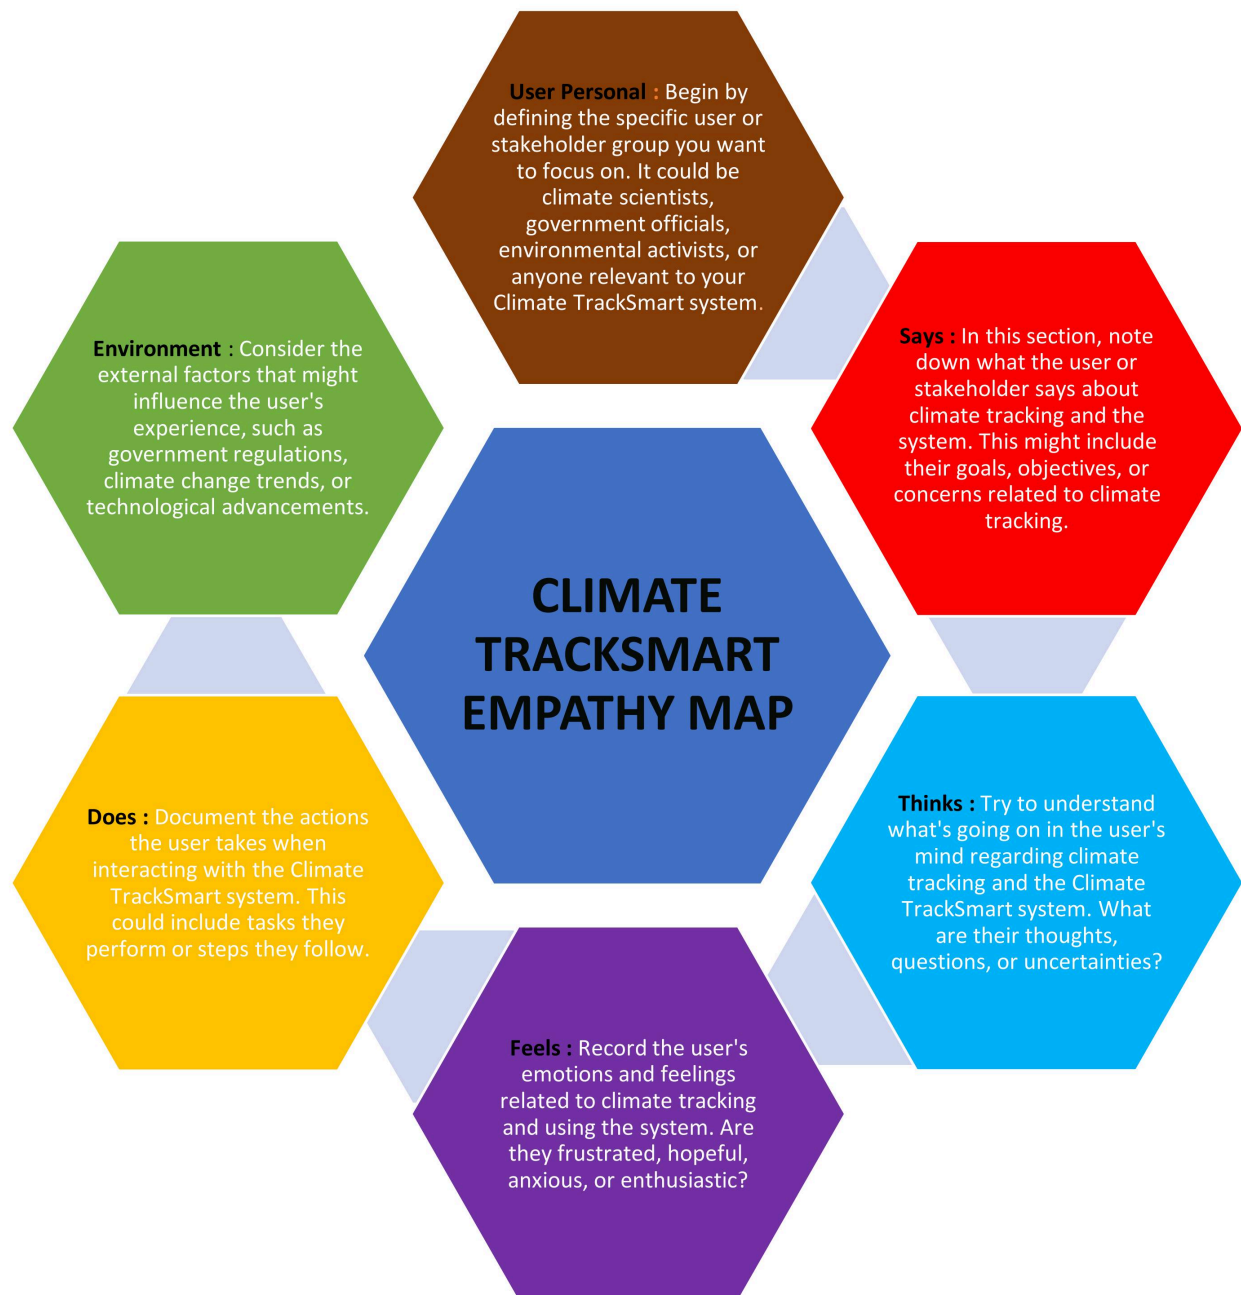 User Personal : Begin by
defining the specific user or
stakeholder group you want
to focus on. It could be
climate scientists,
government officials,
environmental activists, or
anyone relevant to your
Climate TrackSmart system.
Says : In this section, note
down what the user or
stakeholder says about
climate tracking and the
system. This might include
their goals, objectives, or
concerns related to climate
tracking.
Thinks : Try to understand
what's going on in the user's
mind regarding climate
tracking and the Climate
TrackSmart system. What
are their thoughts,
questions, or uncertainties?
Feels : Record the user's
emotions and feelings
related to climate tracking
and using the system. Are
they frustrated, hopeful,
anxious, or enthusiastic?
Does : Document the actions
the user takes when
interacting with the Climate
TrackSmart system. This
could include tasks they
perform or steps they follow.
Environment : Consider the
external factors that might
influence the user's
experience, such as
government regulations,
climate change trends, or
technological advancements.
CLIMATE
TRACKSMART
EMPATHY MAP